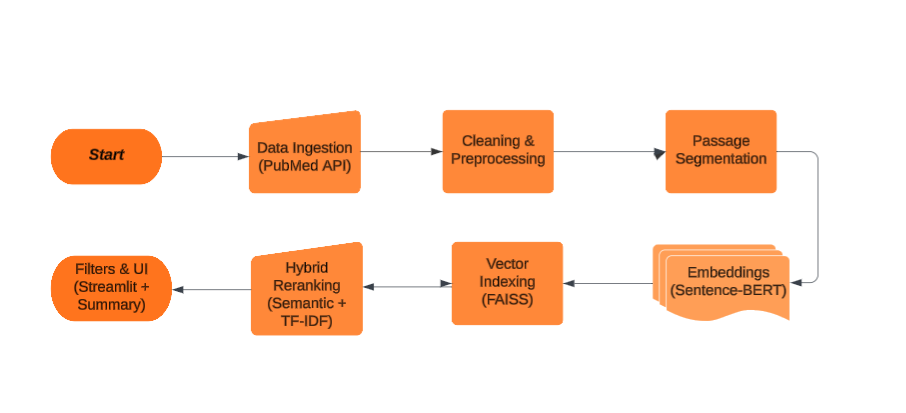 Start
Data Ingestion
(PubMed API)
Cleaning &
Preprocessing
Passage
Segmentation
Filters & UI
(Streamlit +
Summary)
Hybrid
Reranking
(Semantic +
TF-IDF)
Vector
Indexing
(FAISS)
Embeddings
(Sentence-BERT)